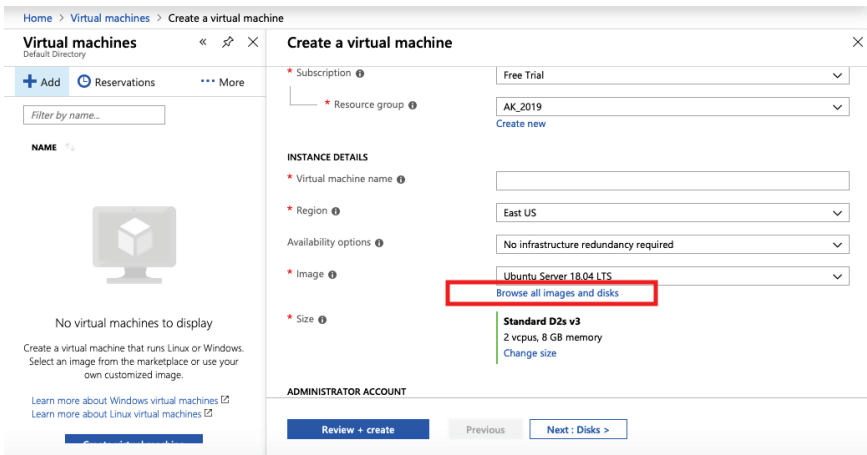 Home > Virtual machines > Create a virtual machine
Virtual machines
Default Directory
Add Reservations More
Filter by name...
NAME
No virtual machines to display
Create a virtual machine that runs Linux or Windows.
Select an image from the marketplace or use your
own customized image.
Learn more about Windows virtual machines
Learn more about Linux virtual machines
Create a virtual machine
* Subscription
Free Trial
* Resource group
AK_2019
Create new
INSTANCE DETAILS
* Virtual machine name
* Region
East US
Availability options
No infrastructure redundancy required
* Image
Ubuntu Server 18.04 LTS
Browse all images and disks
* Size
Standard D2s v3
2 vcpus, 8 GB memory
Change size
ADMINISTRATOR ACCOUNT
Review + create
Previous
Next : Disks >